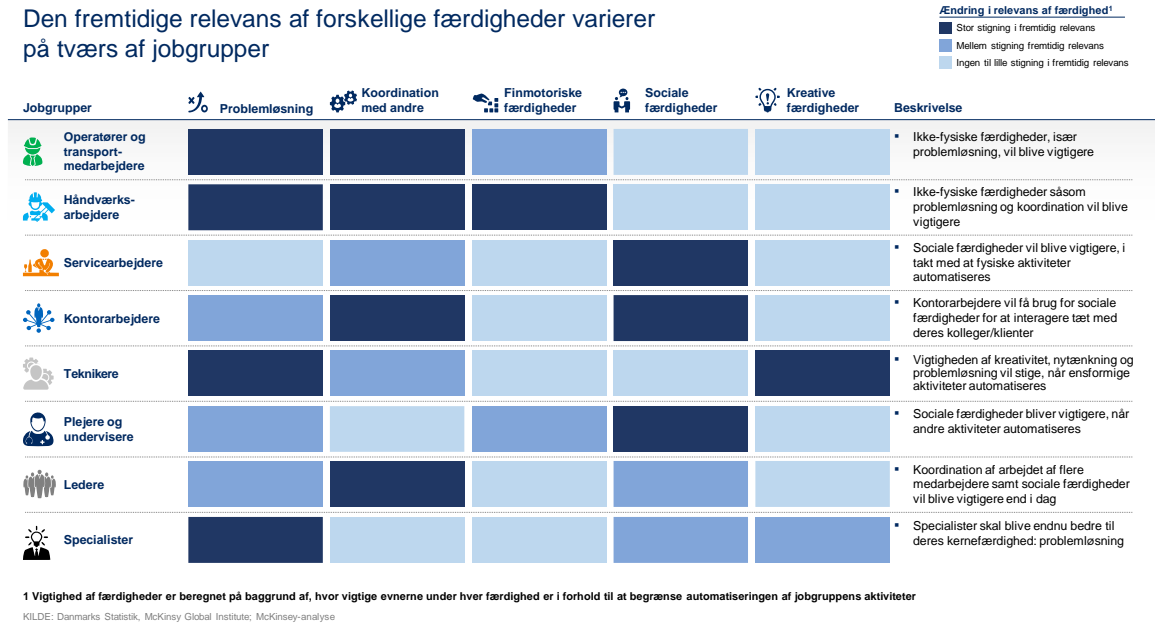 Den fremtidige relevans af forskellige færdigheder varierer
på tværs af jobgrupper
Ændring i relevans af færdighed¹
Stor stigning i fremtidig relevans
Mellem stigning fremtidig relevans
Ingen til lille stigning i fremtidig relevans
Jobgrupper
Problemløsning
Koordination
med andre
Finmotoriske
færdigheder
Sociale
færdigheder
Kreative
færdigheder
Beskrivelse
Operatører og
transport-
medarbejdere
▪ Ikke-fysiske færdigheder, især
problemløsning, vil blive vigtigere
Håndværks-
arbejdere
▪ Ikke-fysiske færdigheder såsom
problemløsning og koordination vil blive
vigtigere
Servicearbejdere
▪ Sociale færdigheder vil blive vigtigere, i
takt med at fysiske aktiviteter
automatiseres
Kontorarbejdere
▪ Kontorarbejdere vil få brug for sociale
færdigheder for at interagere tæt med
deres kolleger/klienter
Teknikere
▪ Vigtigheden af kreativitet, nytænkning og
problemløsning vil stige, når ensformige
aktiviteter automatiseres
Plejere og
undervisere
▪ Sociale færdigheder bliver vigtigere, når
andre aktiviteter automatiseres
Ledere
▪ Koordination af arbejdet af flere
medarbejdere samt sociale færdigheder
vil blive vigtigere end i dag
Specialister
▪ Specialister skal blive endnu bedre til
deres kernefærdighed: problemløsning
1 Vigtighed af færdigheder er beregnet på baggrund af, hvor vigtige evnerne under hver færdighed er i forhold til at begrænse automatiseringen af jobgruppens aktiviteter
KILDE: Danmarks Statistik, McKinsy Global Institute; McKinsey-analyse